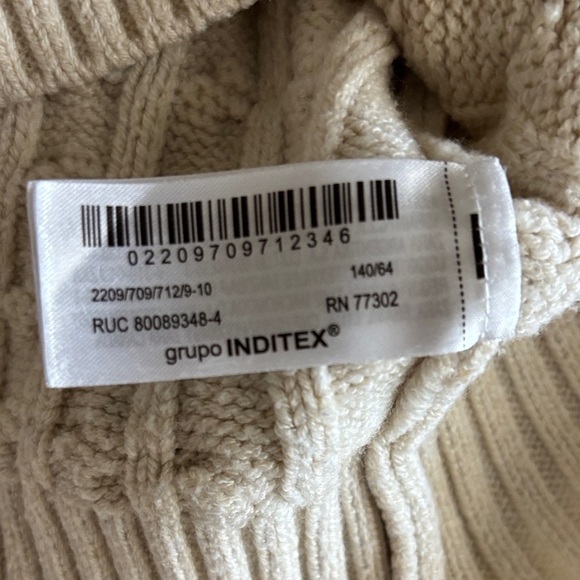 02209709712346
140/64
2209/709/712/9-10
RN 77302
RUC 80089348-4
grupo INDITEX®